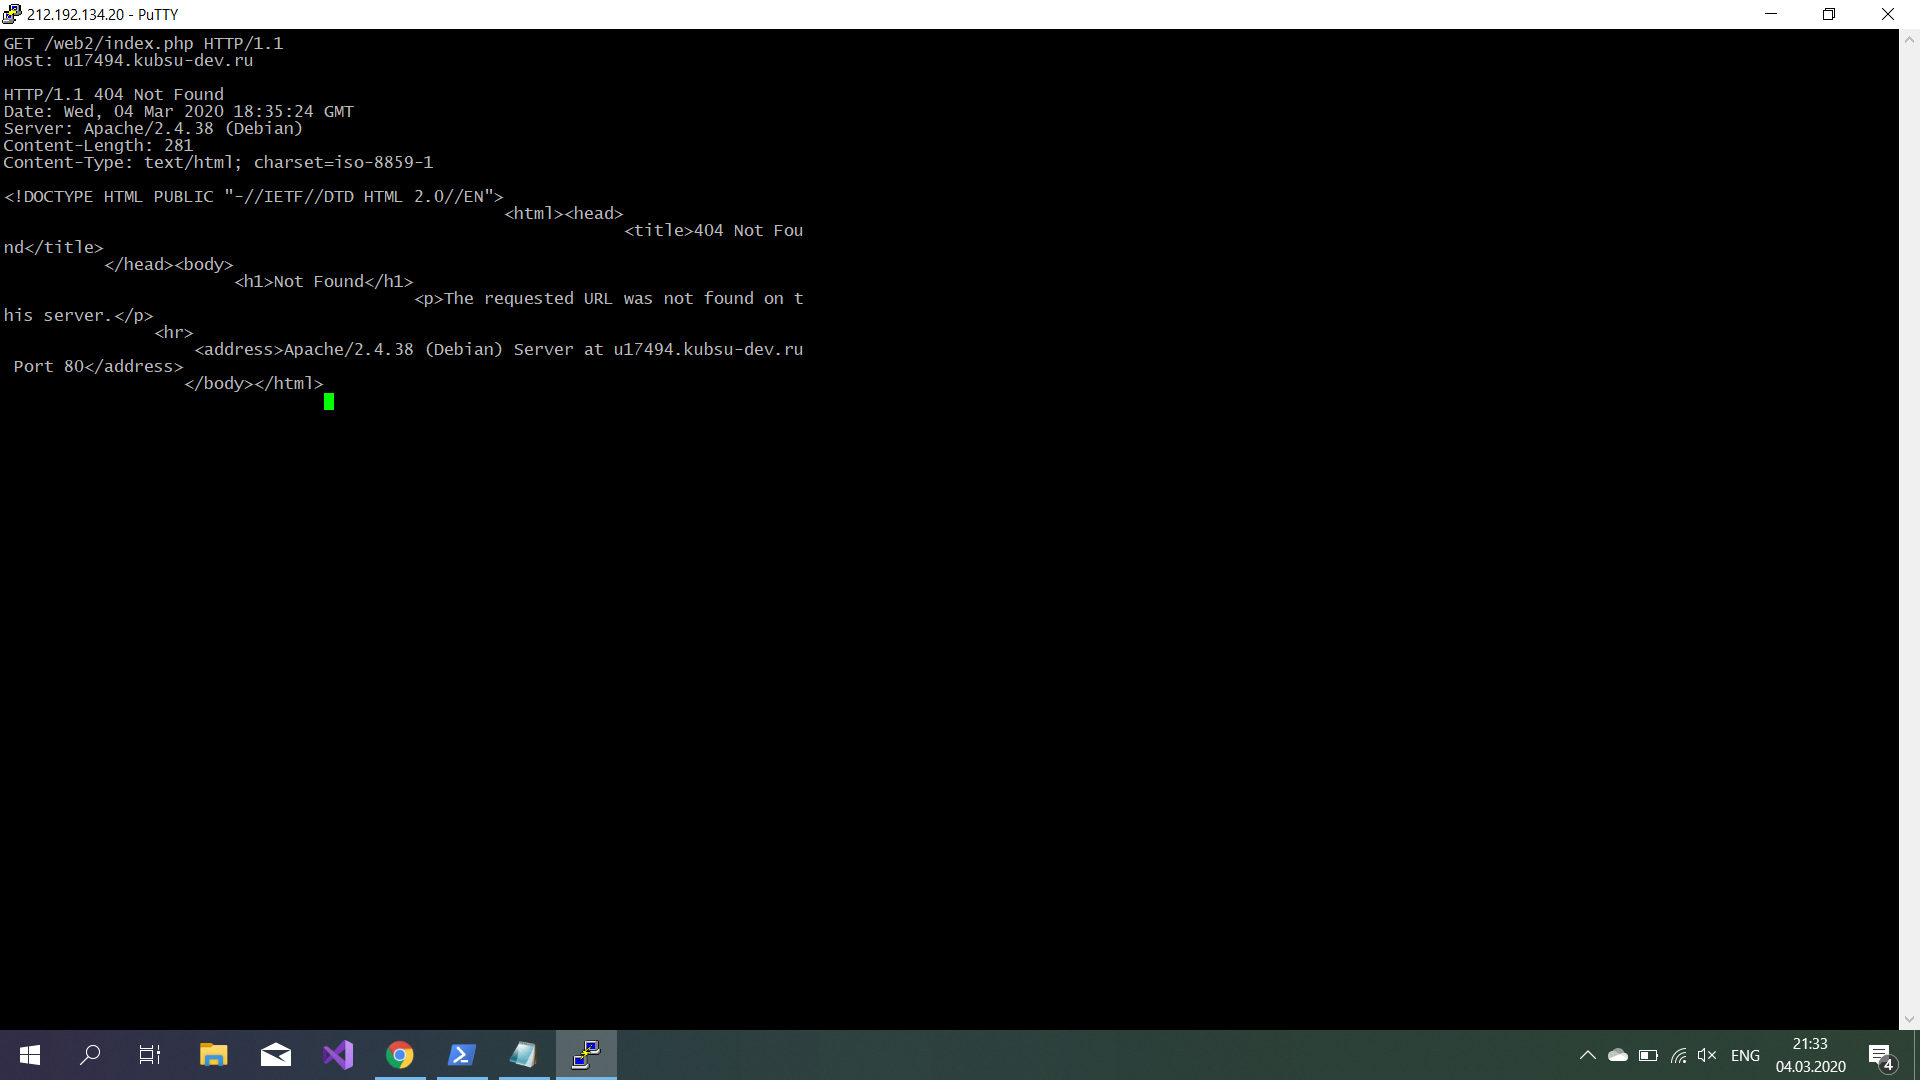 212.192.134.20 - PuTTY
GET /web2/index.php HTTP/1.1
Host: u17494.kubsu-dev.ru
HTTP/1.1 404 Not Found
Date: Wed, 04 Mar 2020 18:35:24 GMT
Server: Apache/2.4.38 (Debian)
Content-Length: 281
Content-Type: text/html; charset=iso-8859-1
<!DOCTYPE HTML PUBLIC "-//IETF//DTD HTML 2.0//EN">
<html><head>
<title>404 Not Fou
nd</title>
</head><body>
<h1>Not Found</h1>
<p>The requested URL was not found on t
his server.</p>
<hr>
<address>Apache/2.4.38 (Debian) Server at u17494.kubsu-dev.ru
Port 80</address>
</body></html>
ENG
21:33
04.03.2020
4